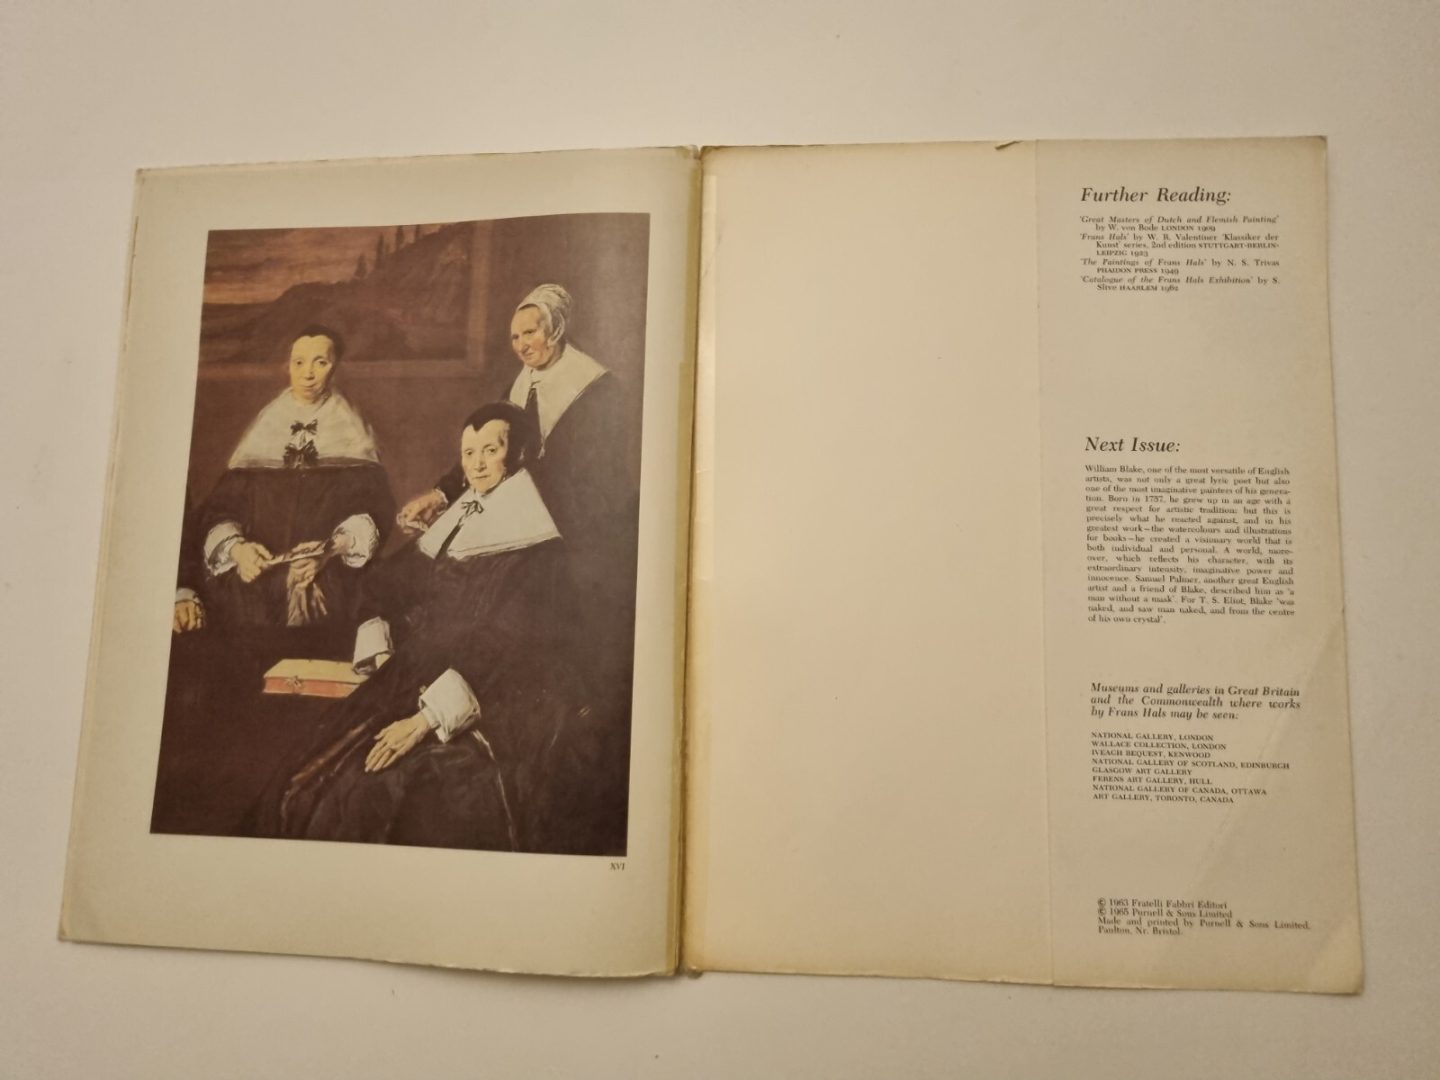 XVI
Further Reading:
'Great Masters of Dutch and Flemish Painting'
by W. von Bode LONDON 1909
'Frans Hals' by W. R. Valentiner 'Klassiker der
Kunst' series, 2nd edition STUTTGART-BERLIN-
LEIPZIG 1923
'The Paintings of Frans Hals' by N. S. Trivas
PHAIDON PRESS 1949
'Catalogue of the Frans Hals Exhibition' by S.
Slive HAARLEM 1962
Next Issue:
William Blake, one of the most versatile of English
artists, was not only a great lyric poet but also
one of the most imaginative painters of his genera-
tion. Born in 1757, he grew up in an age with a
great respect for artistic tradition: but this is
precisely what he reacted against, and in his
greatest work – the watercolours and illustrations
for books – he created a visionary world that is
both individual and personal. A world, more-
over, which reflects his character, with its
extraordinary intensity, imaginative power and
innocence. Samuel Palmer, another great English
artist and a friend of Blake, described him as 'a
man without a mask'. For T. S. Eliot, Blake 'was
naked, and saw man naked, and from the centre
of his own crystal'.
Museums and galleries in Great Britain
and the Commonwealth where works
by Frans Hals may be seen:
NATIONAL GALLERY, LONDON
WALLACE COLLECTION, LONDON
IVEAGH BEQUEST, KENWOOD
NATIONAL GALLERY OF SCOTLAND, EDINBURGH
GLASGOW ART GALLERY
FERENS ART GALLERY, HULL
NATIONAL GALLERY OF CANADA, OTTAWA
ART GALLERY, TORONTO, CANADA
© 1963 Fratelli Fabbri Editori
© 1965 Purnell & Sons Limited
Made and printed by Purnell & Sons Limited,
Paulton, Nr. Bristol.